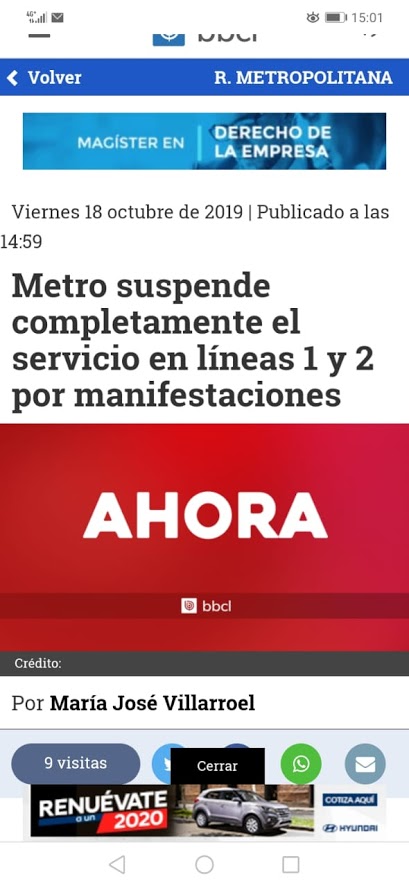 4G 15:01
bbcl
Volver R. METROPOLITANA
MAGÍSTER EN DERECHO DE
LA EMPRESA
Viernes 18 octubre de 2019 | Publicado a las
14:59
Metro suspende
completamente el
servicio en líneas 1 y 2
por manifestaciones
AHORA
bbcl
Crédito:
Por María José Villarroel
9 visitas
Cerrar
RENUÉVATE
a un 2020
COTIZA AQUÍ
HYUNDAI